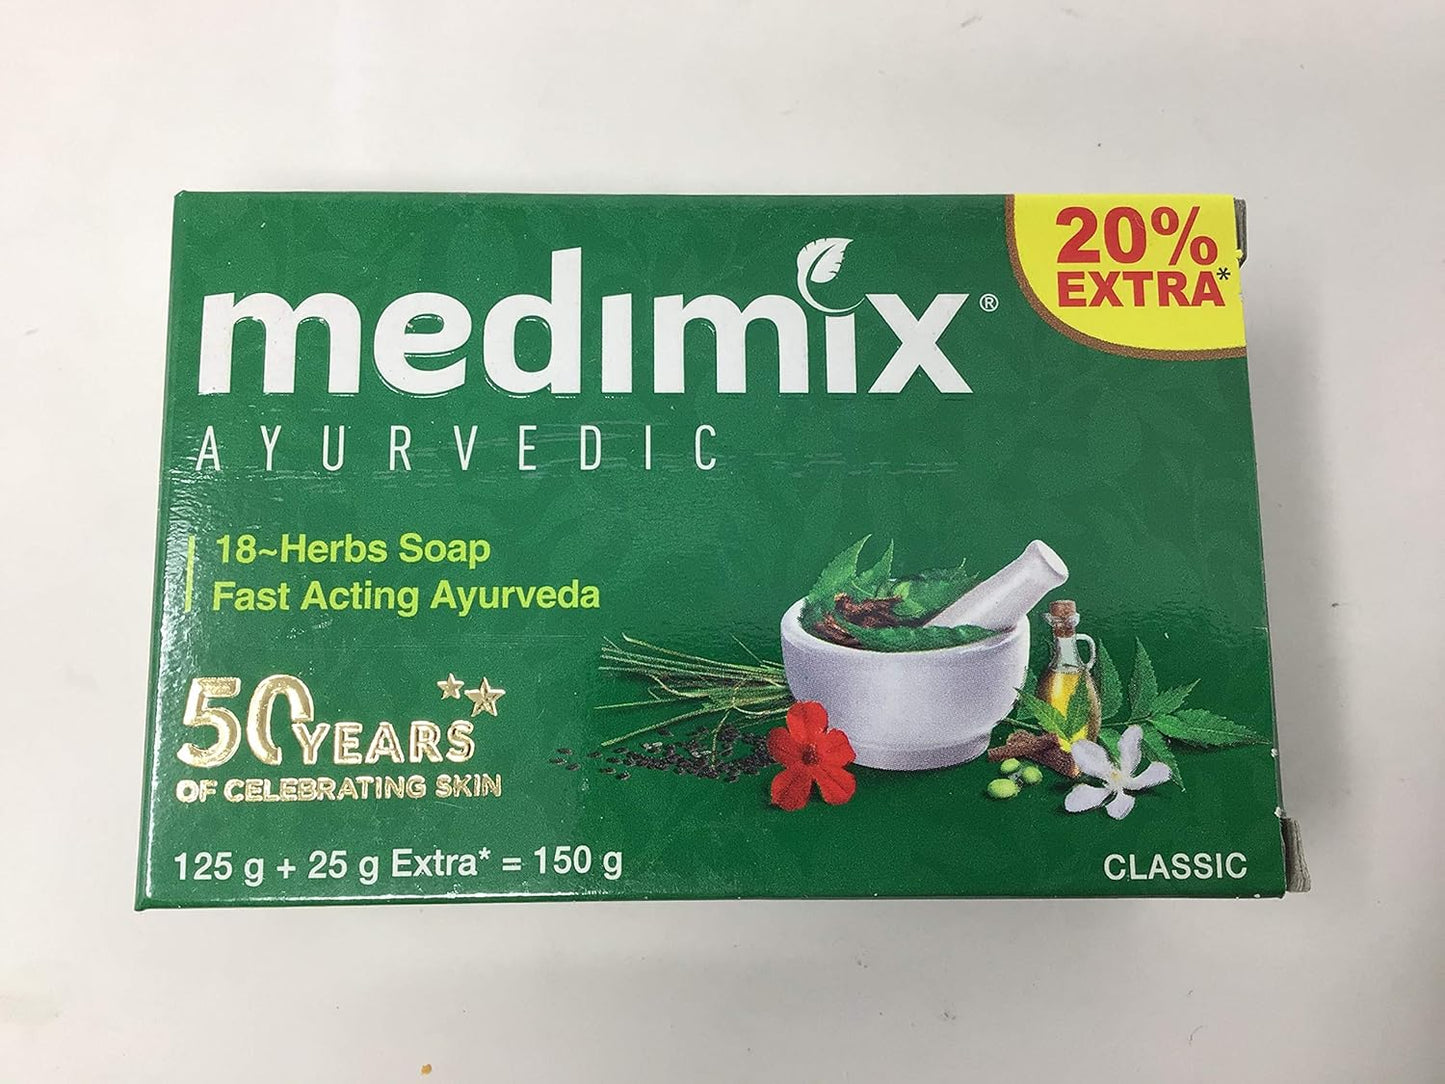 medimix®
20%
EXTRA*
AYURVEDIC
18~Herbs Soap
Fast Acting Ayurveda
50 YEARS
OF CELEBRATING SKIN
125 g + 25 g Extra* = 150 g
CLASSIC